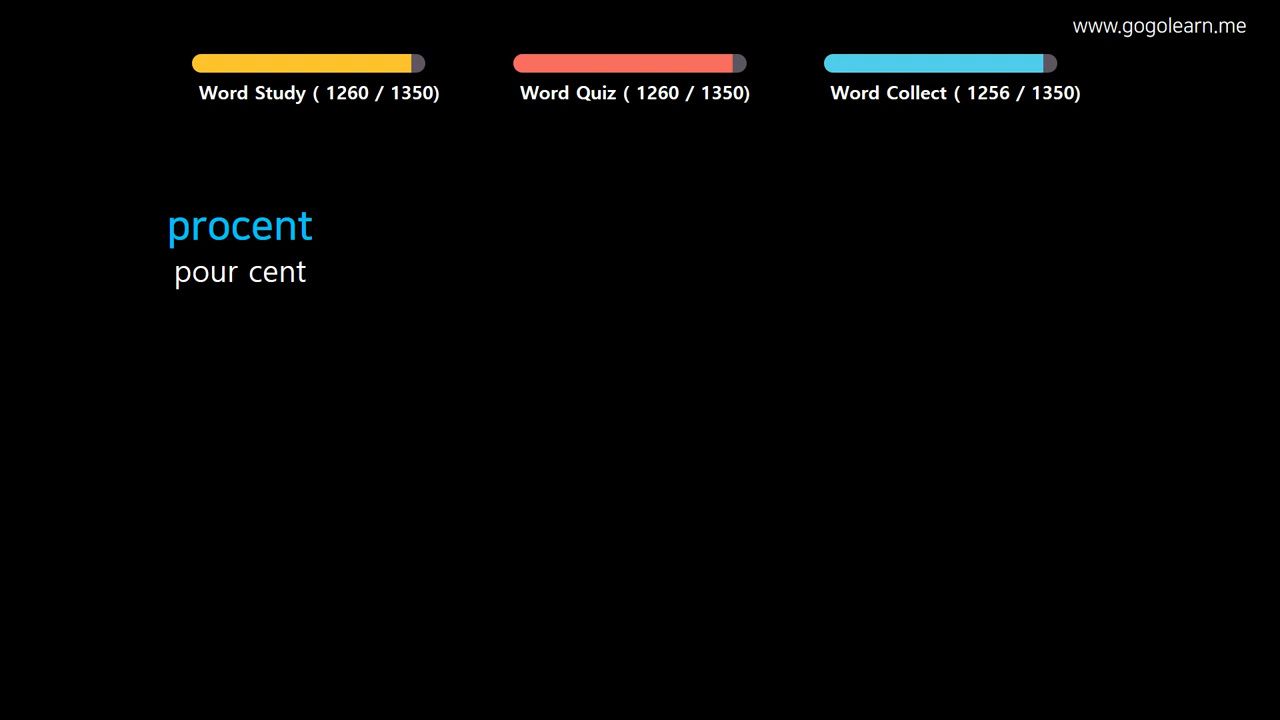 www.gogolearn.me
Word Study ( 1260 / 1350)
Word Quiz ( 1260 / 1350)
Word Collect ( 1256 / 1350)
procent
pour cent